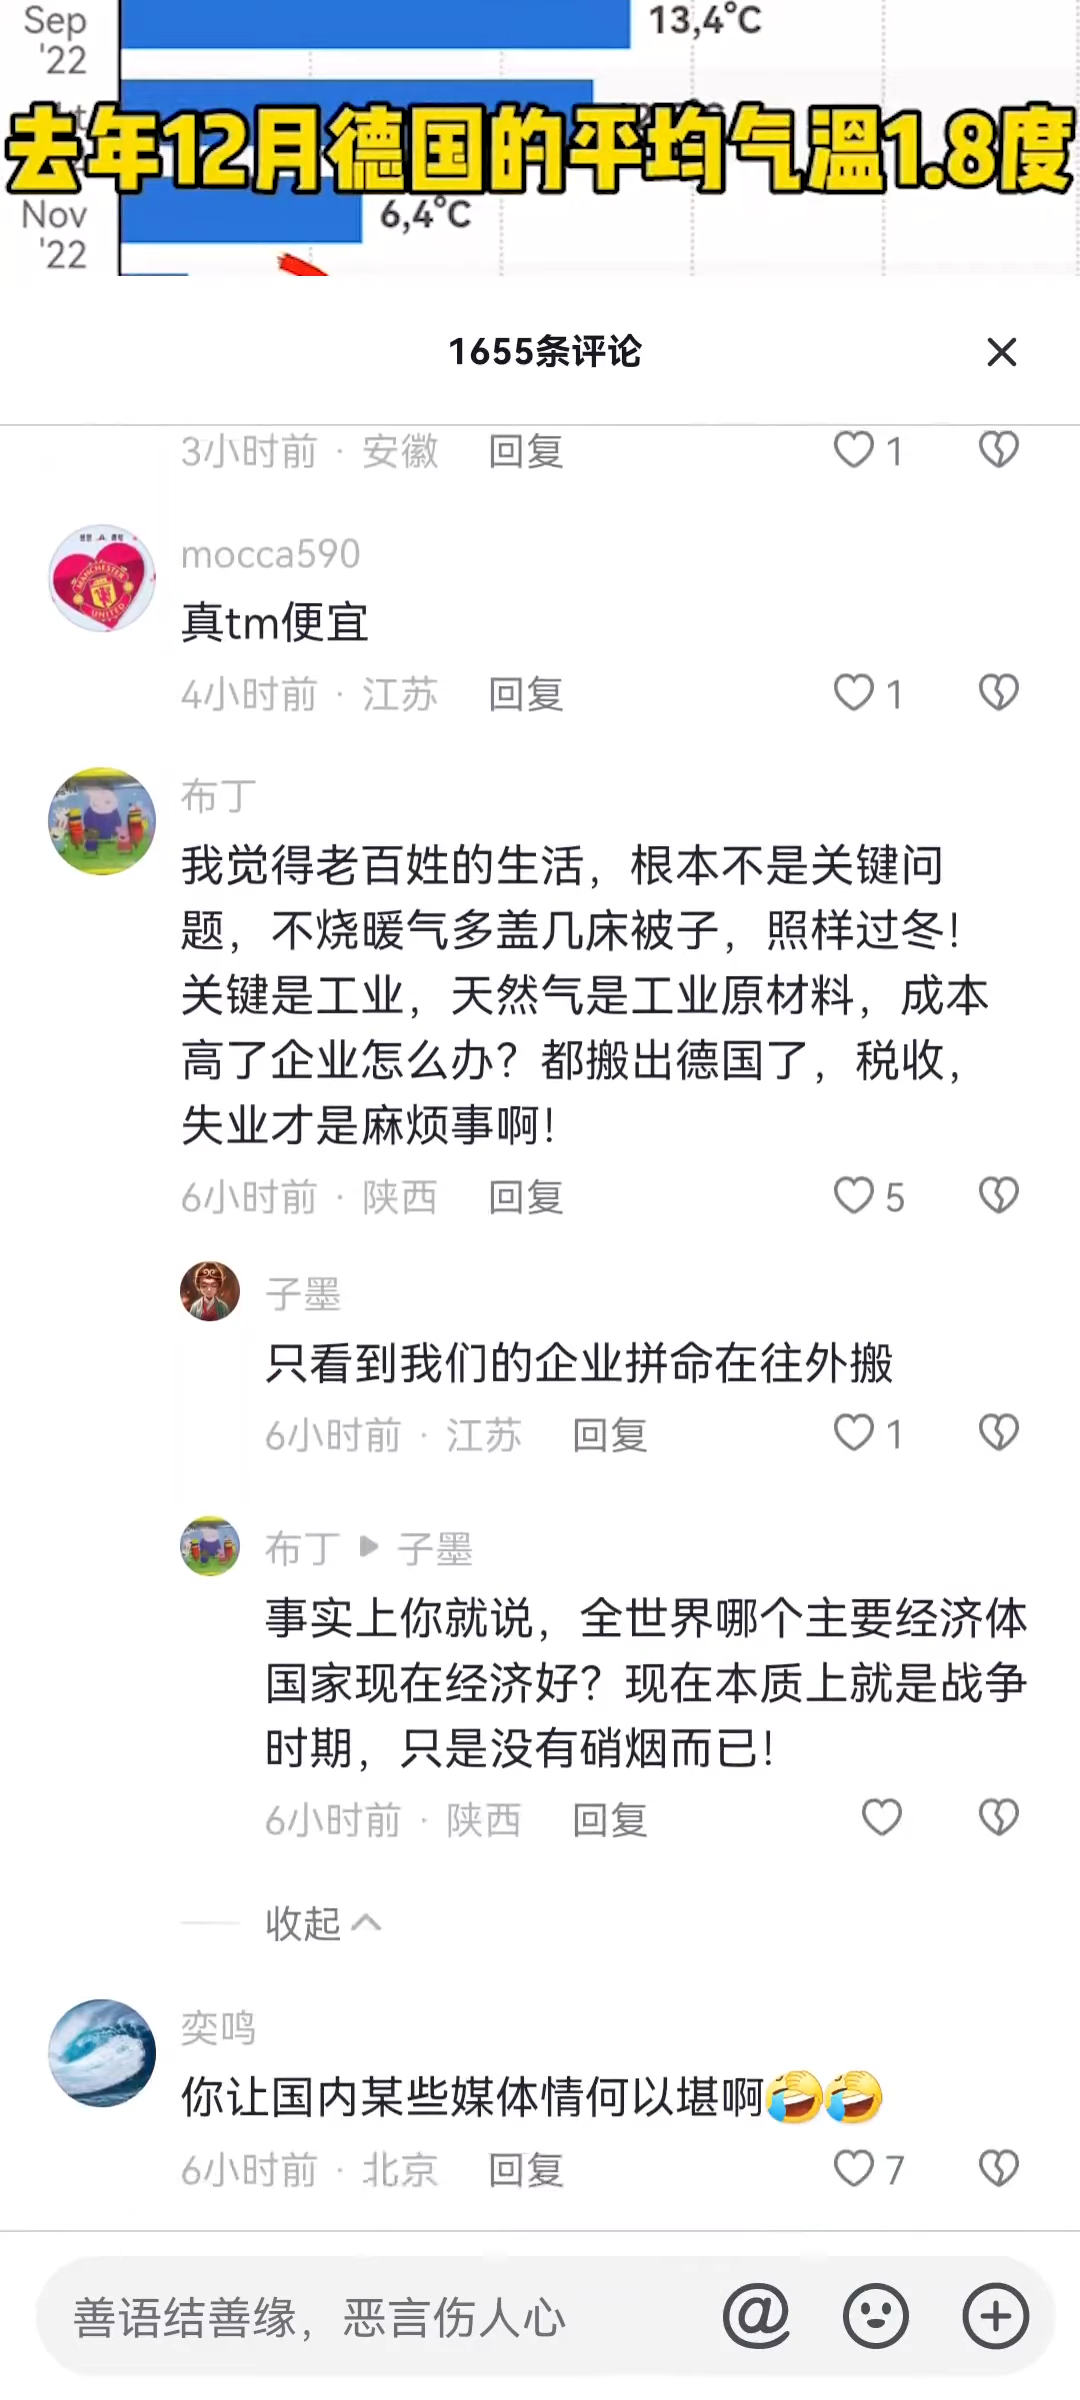 Sep
'22
13,4°C
去年12月德国的平均气温1.8度
Nov
'22
6,4°C
1655条评论
3小时前 · 安徽 回复 1
MANCHESTER
UNITED
mocca590
真tm便宜
4小时前 · 江苏 回复 1
布丁
我觉得老百姓的生活，根本不是关键问
题，不烧暖气多盖几床被子，照样过冬！
关键是工业，天然气是工业原材料，成本
高了企业怎么办？都搬出德国了，税收，
失业才是麻烦事啊！
6小时前 · 陕西 回复 5
子墨
只看到我们的企业拼命在往外搬
6小时前 · 江苏 回复 1
布丁 ▶ 子墨
事实上你就说，全世界哪个主要经济体
国家现在经济好？现在本质上就是战争
时期，只是没有硝烟而已！
6小时前 · 陕西 回复
收起
奕鸣
你让国内某些媒体情何以堪啊🤣🤣
6小时前 · 北京 回复 7
善语结善缘，恶言伤人心 @